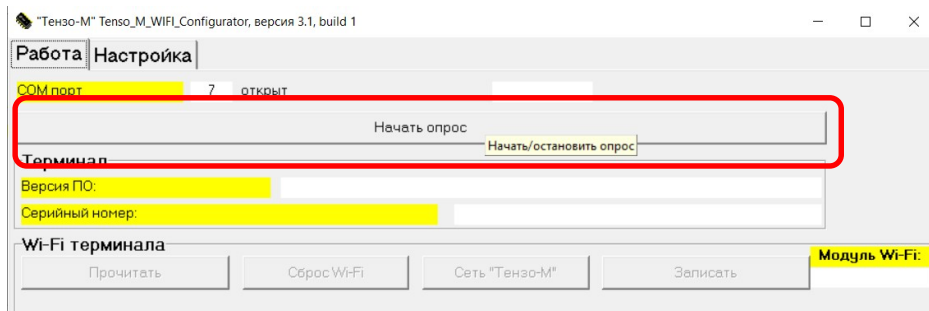 "Тензо-М" Tenso_M_WIFI_Configurator, версия 3.1, build 1
Работа Настройка
COM порт 7 открыт
Начать опрос
Начать/остановить опрос
Терминал
Версия ПО:
Серийный номер:
Wi-Fi терминала
Модуль Wi-Fi:
Прочитать Сброс Wi-Fi Сеть "Тензо-М" Записать